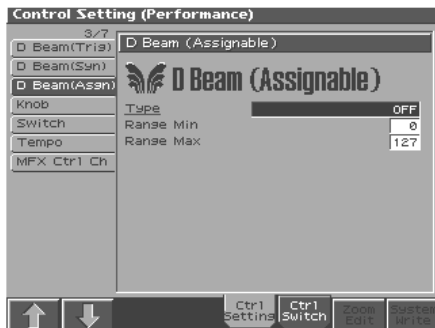 Control Setting (Performance)
3/7
D Beam(Trig)
D Beam(Syn)
D Beam(Assn)
Knob
Switch
Tempo
MFX Ctrl Ch
D Beam (Assignable)
D Beam (Assignable)
Type OFF
Range Min 0
Range Max 127
Ctrl Setting
Ctrl Switch
Zoom Edit
System Write